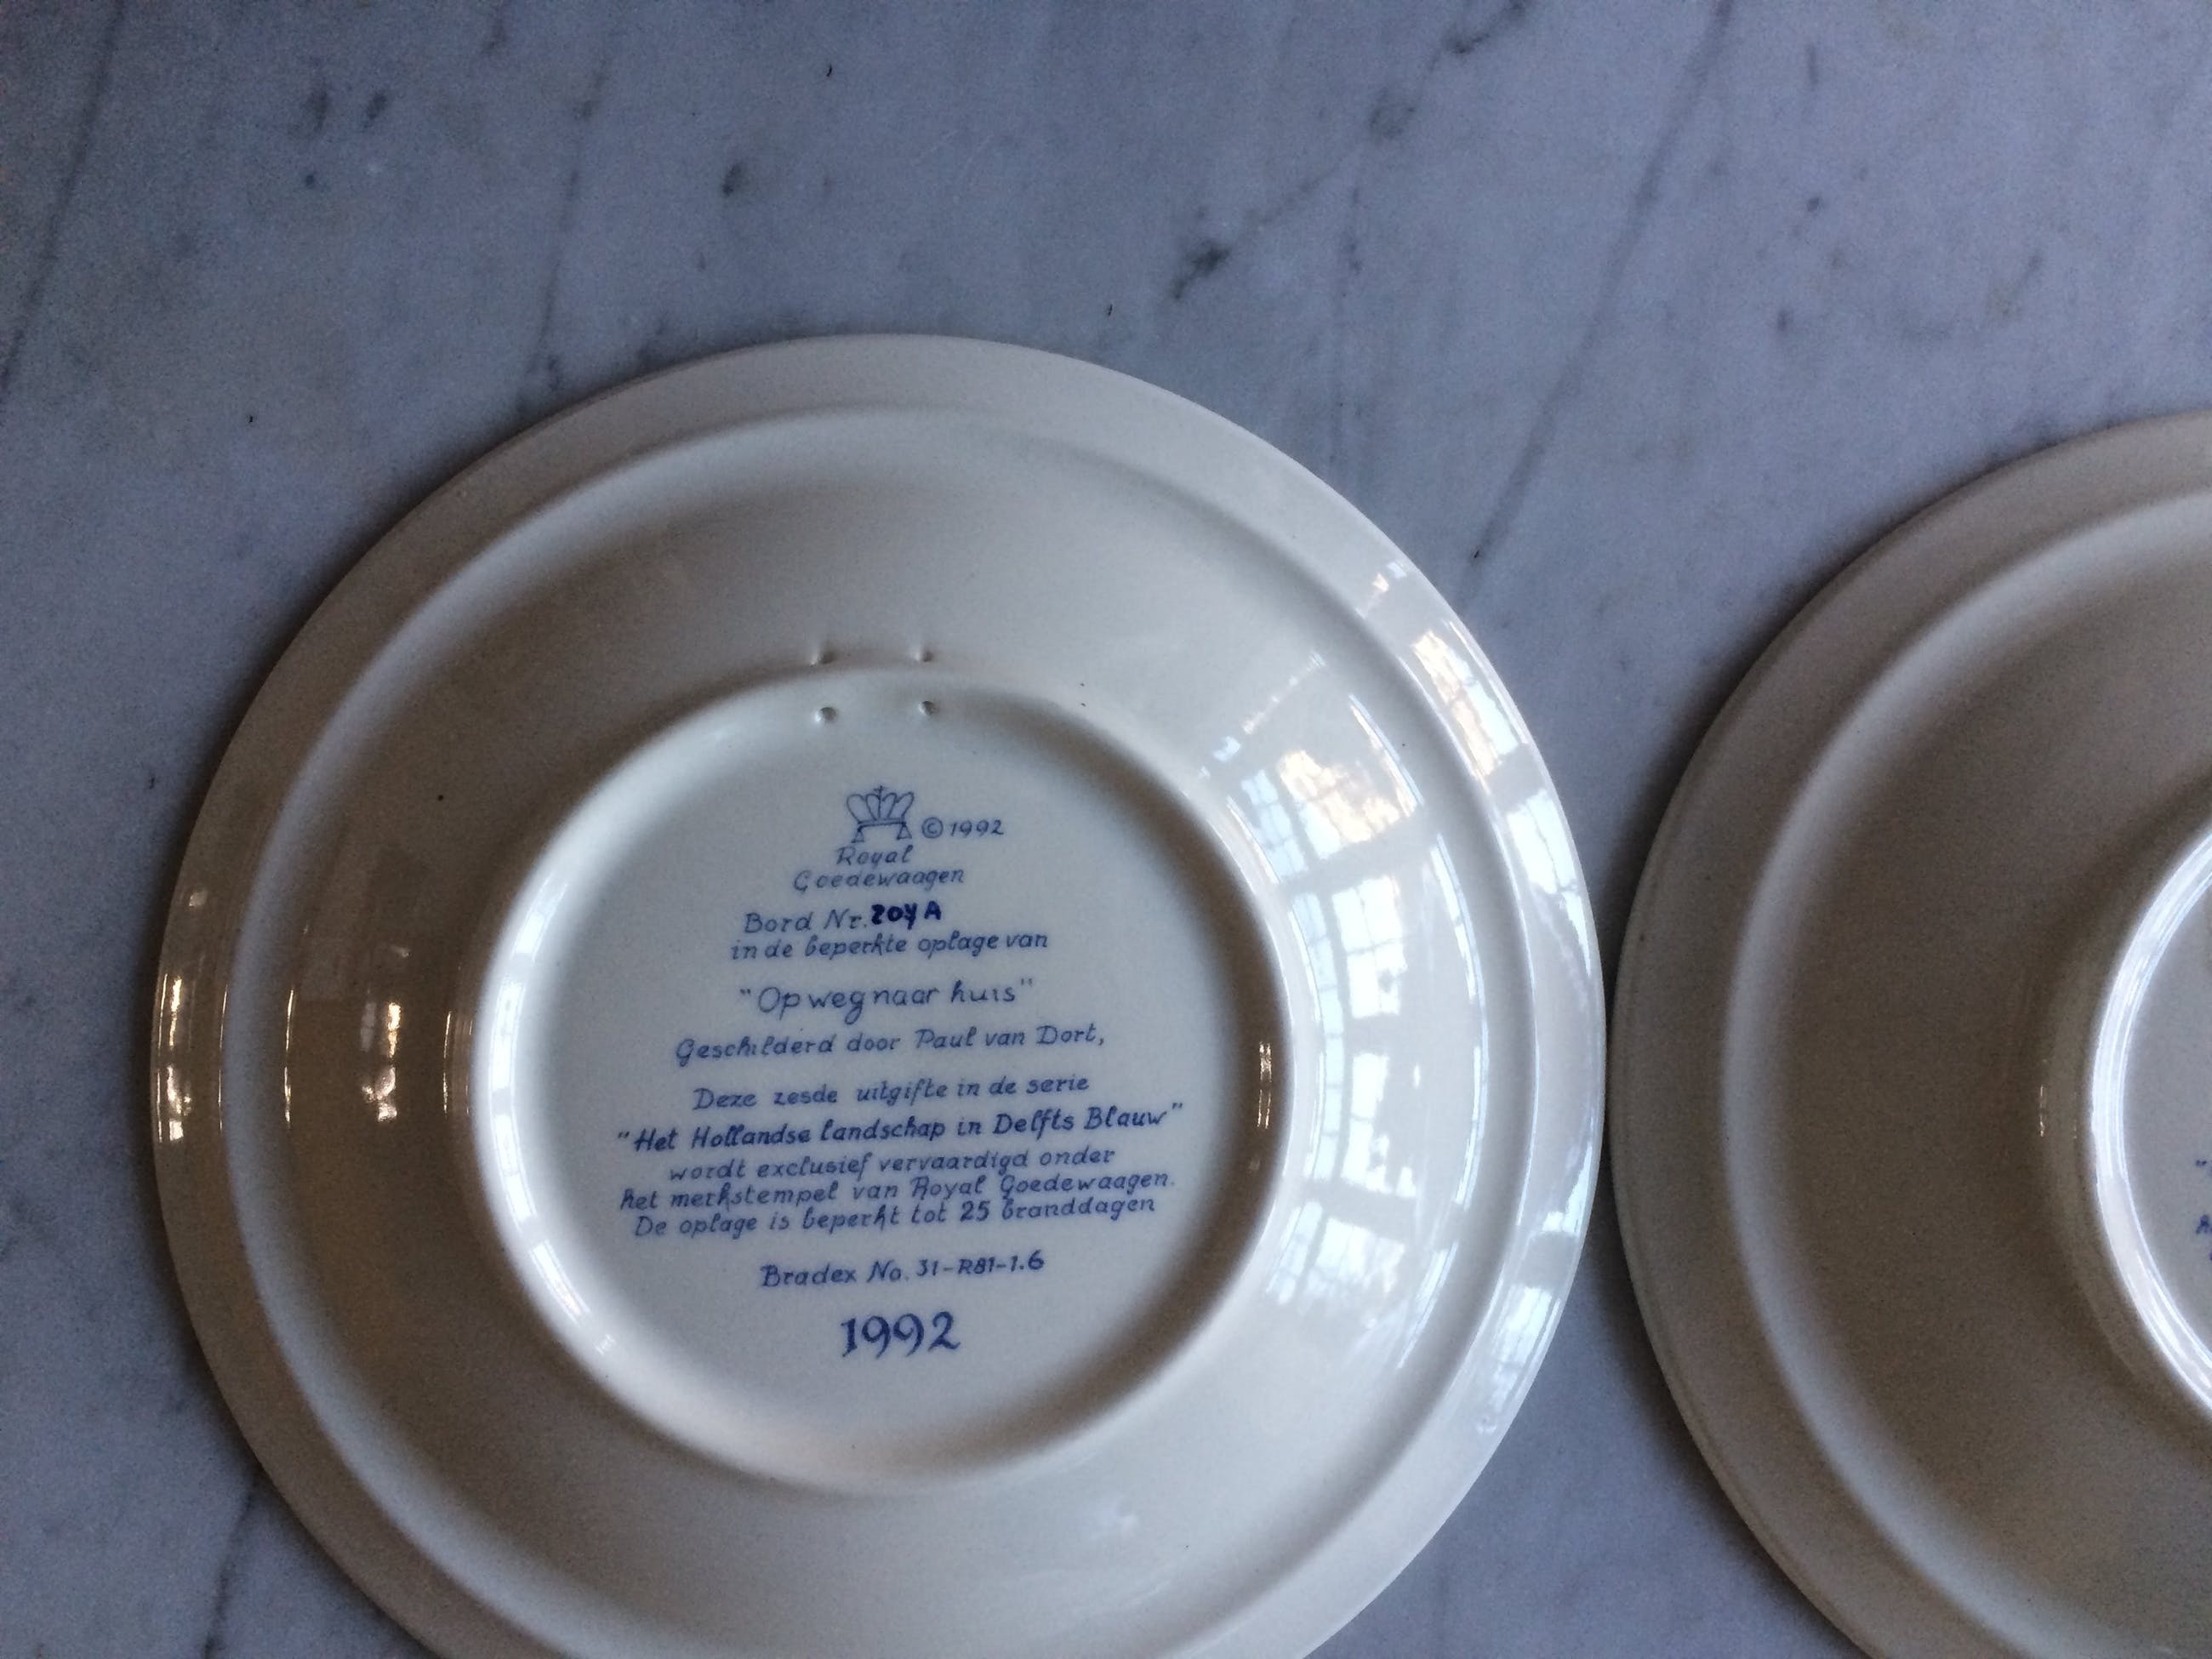 ©1992
Royal
Goedewaagen
Bord Nr. 204 A
in de beperkte oplage van
"Op weg naar huis"
Geschilderd door Paul van Dort,
Deze zesde uitgifte in de serie
"Het Hollandse landschap in Delfts Blauw"
wordt exclusief vervaardigd onder
het merkstempel van Royal Goedewaagen.
De oplage is beperkt tot 25 branddagen
Bradex No. 31-R81-1.6
1992